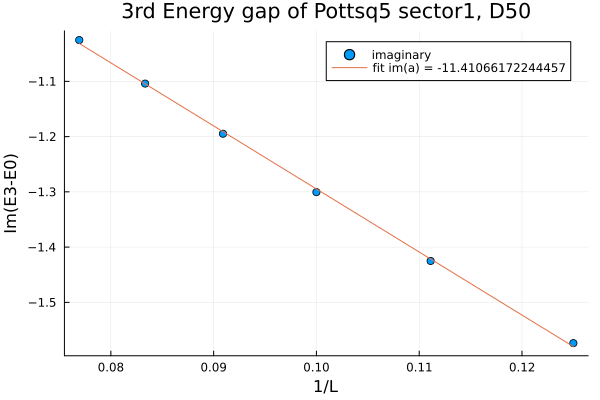 3rd Energy gap of Pottsq5 sector1, D50
imaginary
fit im(a) = -11.41066172244457
Im(E3-E0)
−1.1
−1.2
−1.3
−1.4
−1.5
0.08 0.09 0.10 0.11 0.12
1/L